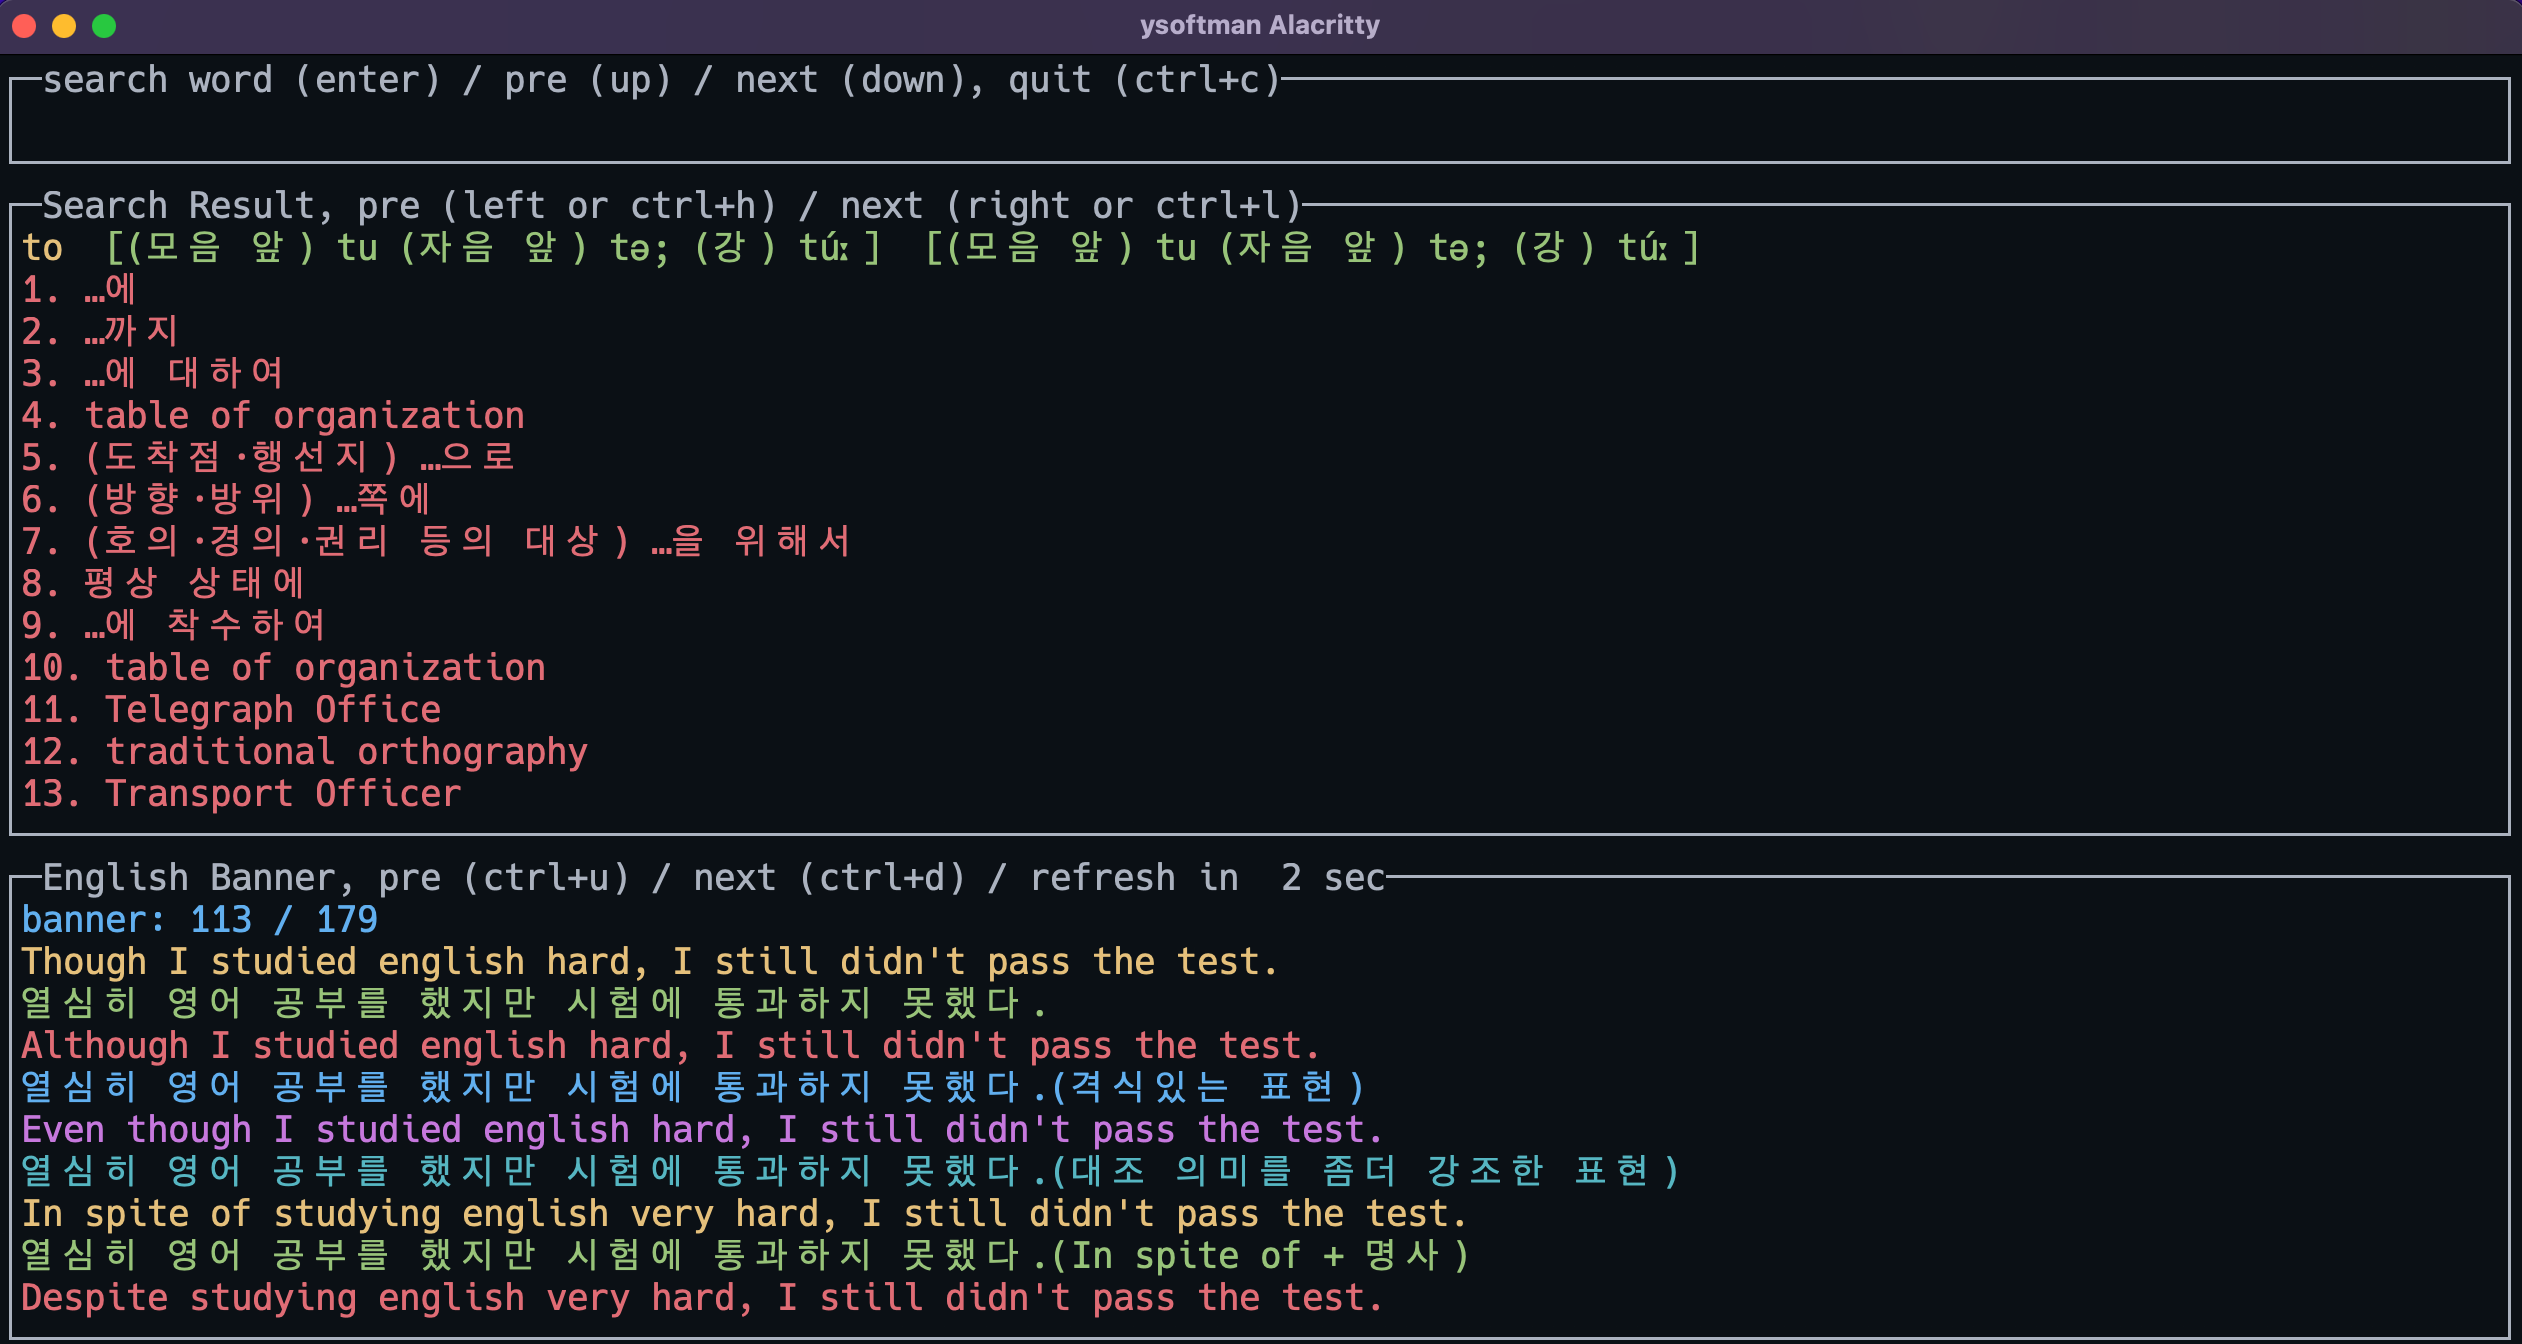 ysoftman Alacritty
search word (enter) / pre (up) / next (down), quit (ctrl+c)
Search Result, pre (left or ctrl+h) / next (right or ctrl+l)
to [(모음 앞) tu (자음 앞) tə; (강) túː] [(모음 앞) tu (자음 앞) tə; (강) túː]
1. …에
2. …까지
3. …에 대하여
4. table of organization
5. (도착점·행선지) …으로
6. (방향·방위) …쪽에
7. (호의·경의·권리 등의 대상) …을 위해서
8. 평상 상태에
9. …에 착수하여
10. table of organization
11. Telegraph Office
12. traditional orthography
13. Transport Officer
English Banner, pre (ctrl+u) / next (ctrl+d) / refresh in  2 sec
banner: 113 / 179
Though I studied english hard, I still didn't pass the test.
열심히 영어 공부를 했지만 시험에 통과하지 못했다.
Although I studied english hard, I still didn't pass the test.
열심히 영어 공부를 했지만 시험에 통과하지 못했다.(격식있는 표현)
Even though I studied english hard, I still didn't pass the test.
열심히 영어 공부를 했지만 시험에 통과하지 못했다.(대조 의미를 좀더 강조한 표현)
In spite of studying english very hard, I still didn't pass the test.
열심히 영어 공부를 했지만 시험에 통과하지 못했다.(In spite of + 명사)
Despite studying english very hard, I still didn't pass the test.